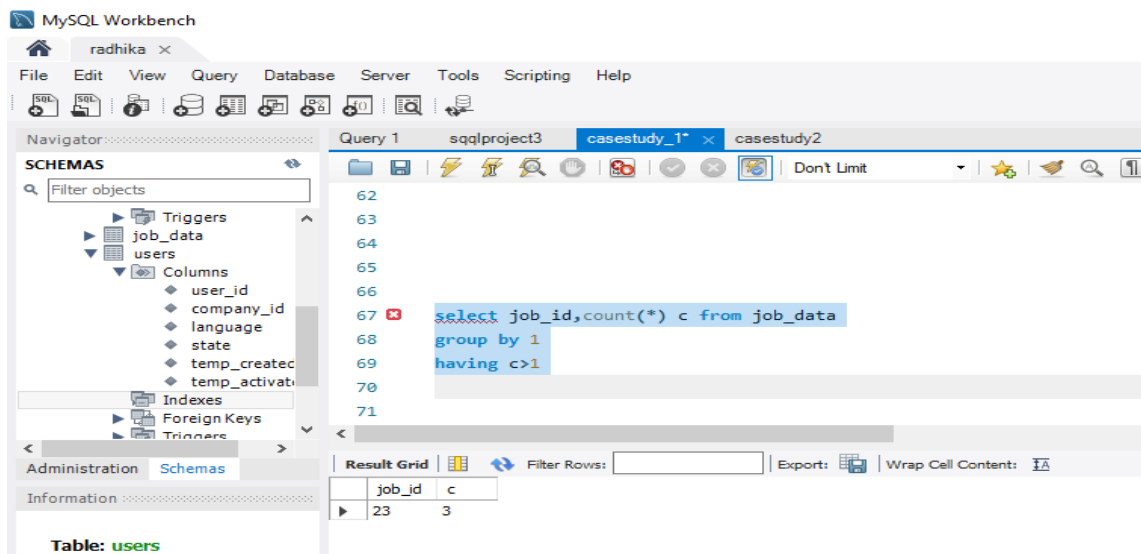 MySQL Workbench
radhika ×
File Edit View Query Database Server Tools Scripting Help
Navigator
SCHEMAS
Filter objects
Triggers
job_data
users
Columns
user_id
company_id
language
state
temp_created
temp_activat
Indexes
Foreign Keys
Triggers
Administration Schemas
Information
Table: users
Query 1 sqqlproject3 casestudy_1* × casestudy2
Don't Limit
62
63
64
65
66
67 select job_id,count(*) c from job_data
68 group by 1
69 having c>1
70
71
Result Grid Filter Rows: Export: Wrap Cell Content: IA
job_id c
23 3